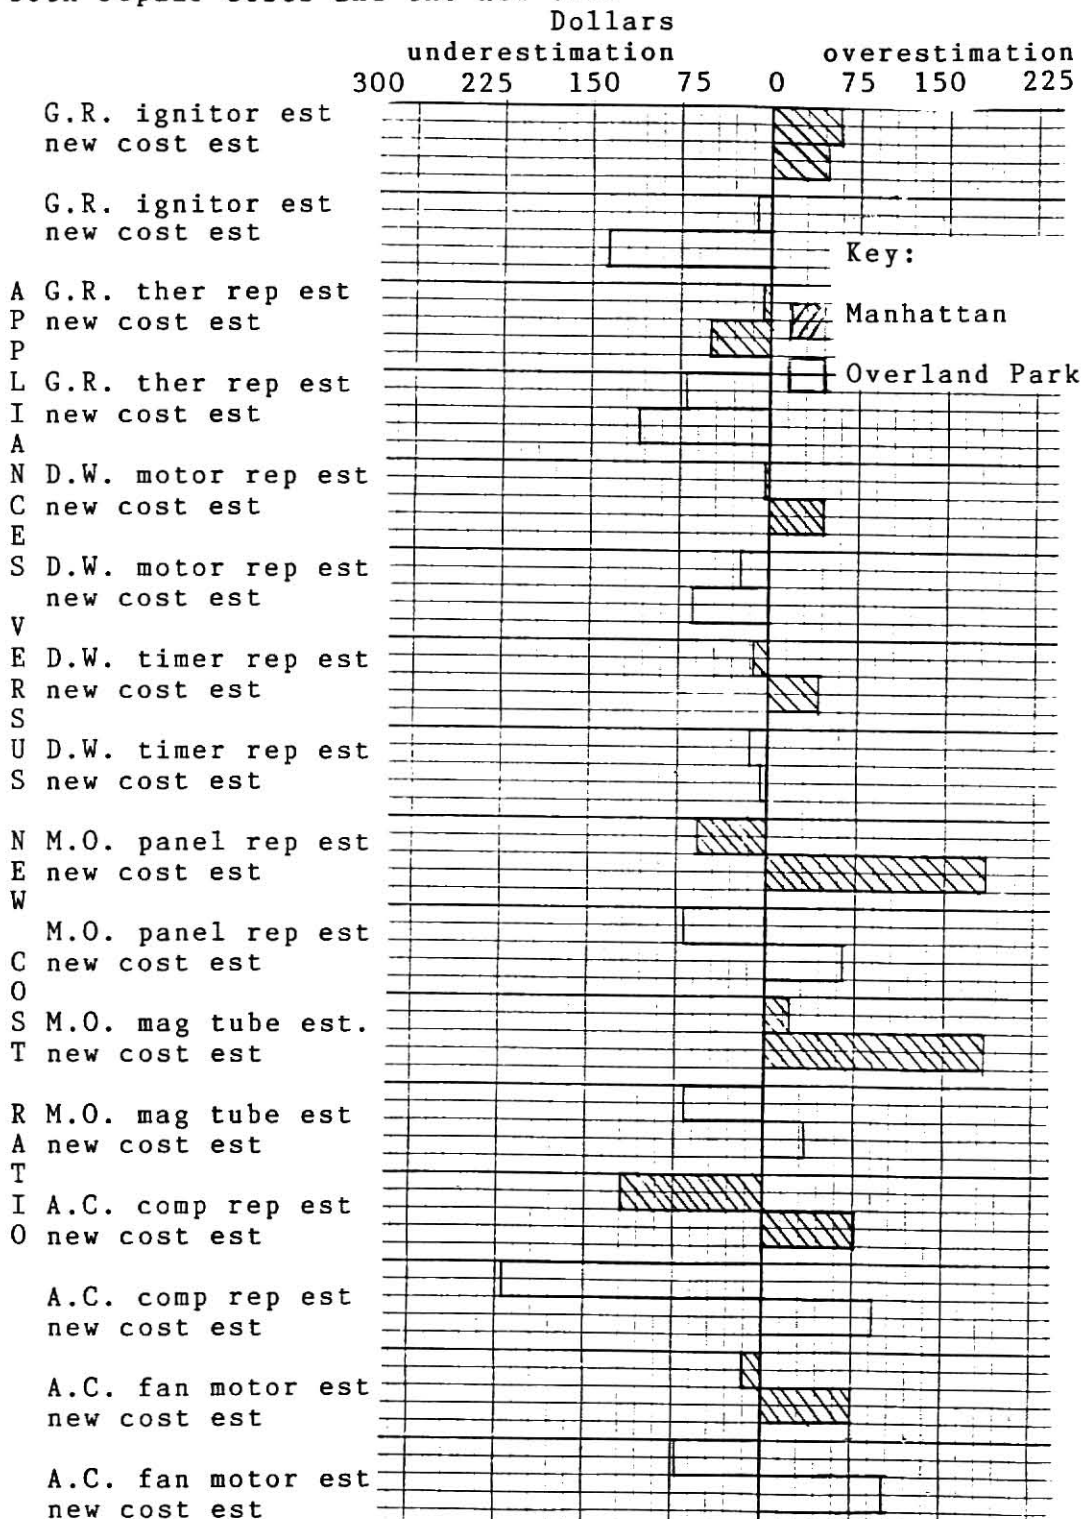 Dollars
underestimation overestimation
300 225 150 75 0 75 150 225
G.R. ignitor est
new cost est
G.R. ignitor est
new cost est
Key:
Manhattan
Overland Park
APPLIANCES VERSUS NEW COST RATIO
G.R. ther rep est
new cost est
G.R. ther rep est
new cost est
D.W. motor rep est
new cost est
D.W. motor rep est
new cost est
D.W. timer rep est
new cost est
D.W. timer rep est
new cost est
M.O. panel rep est
new cost est
M.O. panel rep est
new cost est
M.O. mag tube est.
new cost est
M.O. mag tube est
new cost est
A.C. comp rep est
new cost est
A.C. comp rep est
new cost est
A.C. fan motor est
new cost est
A.C. fan motor est
new cost est